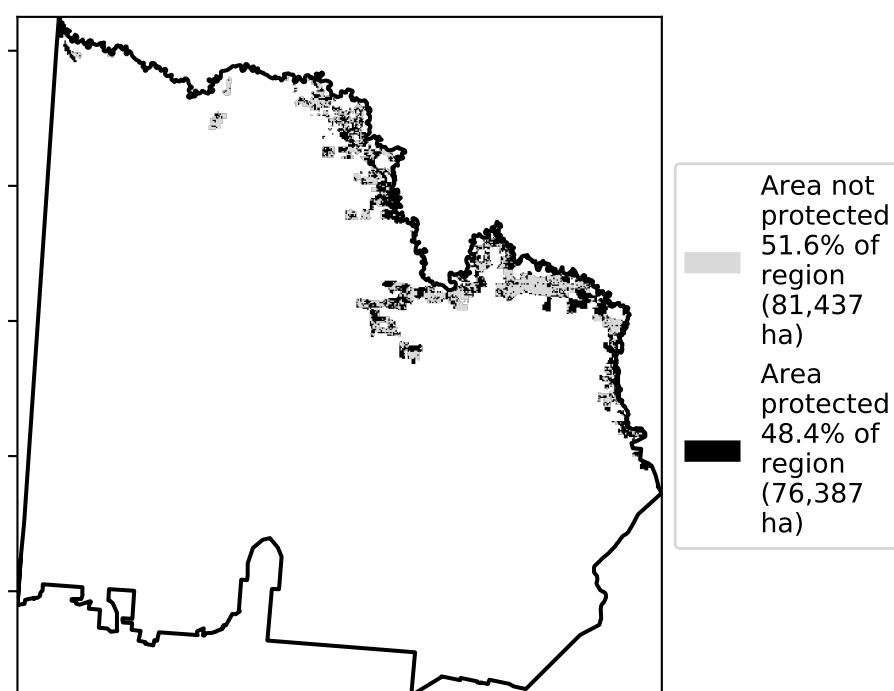 Area not
protected
51.6% of
region
(81,437
ha)
Area
protected
48.4% of
region
(76,387
ha)